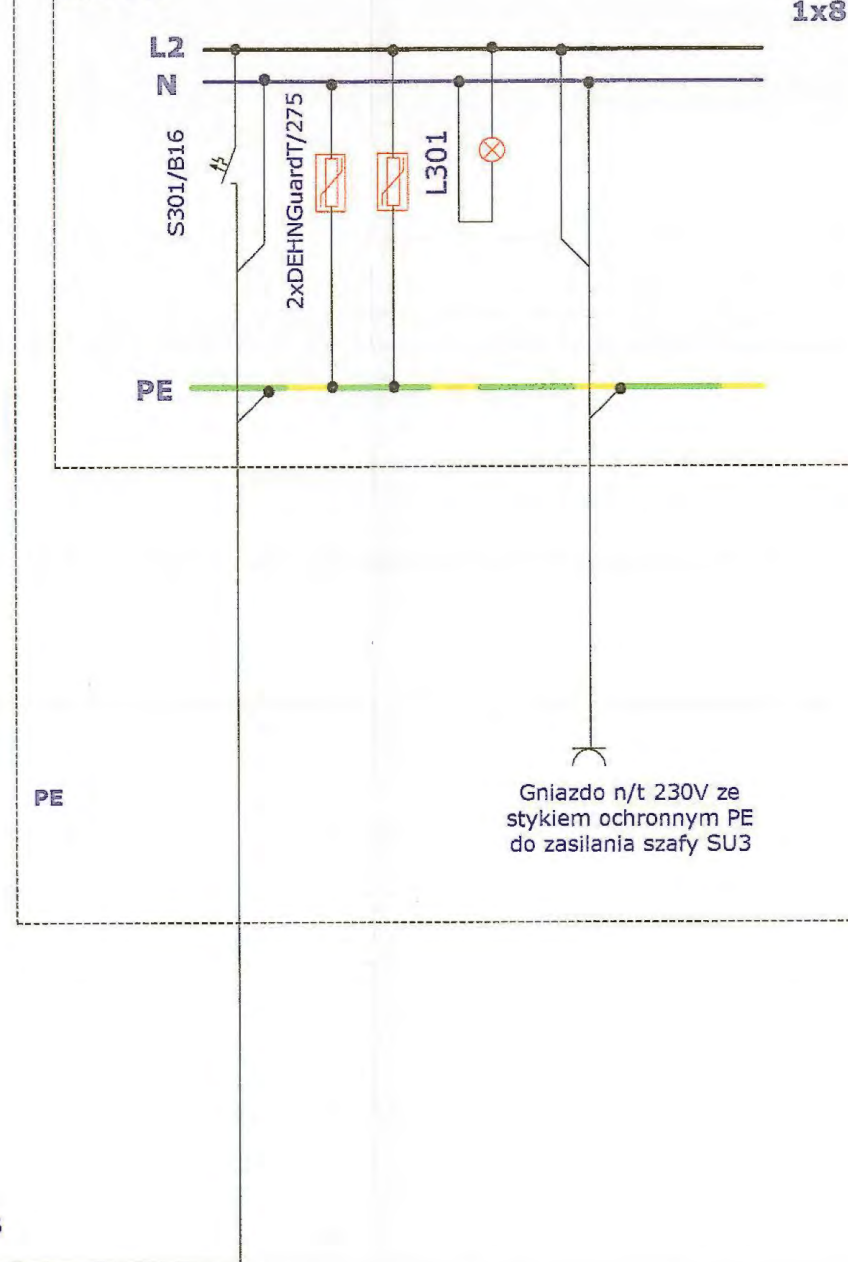 1x8
L2
N
S301/B16
2xDEHNGuardT/275
L301
PE
PE
Gniazdo n/t 230V ze
stykiem ochronnym PE
do zasilania szafy SU3